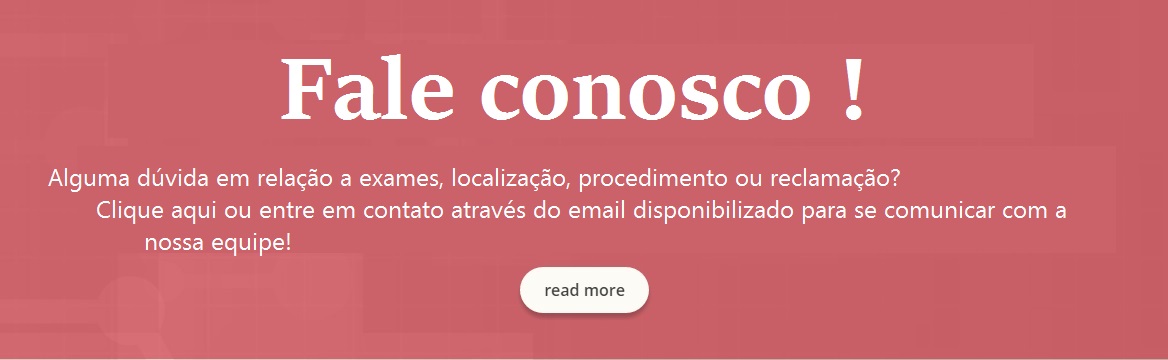 Fale conosco !
Alguma dúvida em relação a exames, localização, procedimento ou reclamação?
Clique aqui ou entre em contato através do email disponibilizado para se comunicar com a
nossa equipe!
read more